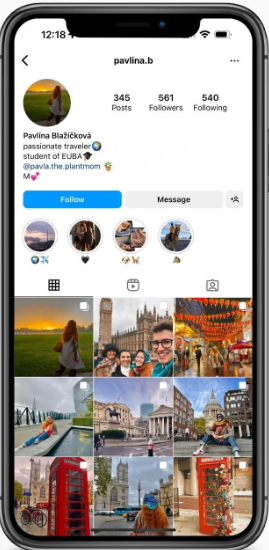 12:18
pavlina.b
345
561
540
Posts
Followers
Following
Pavlína Blažíčková
passionate traveler🌍
student of EUBA🎓
@pavla.the.plantmom 🪴
M💕
Follow
Message